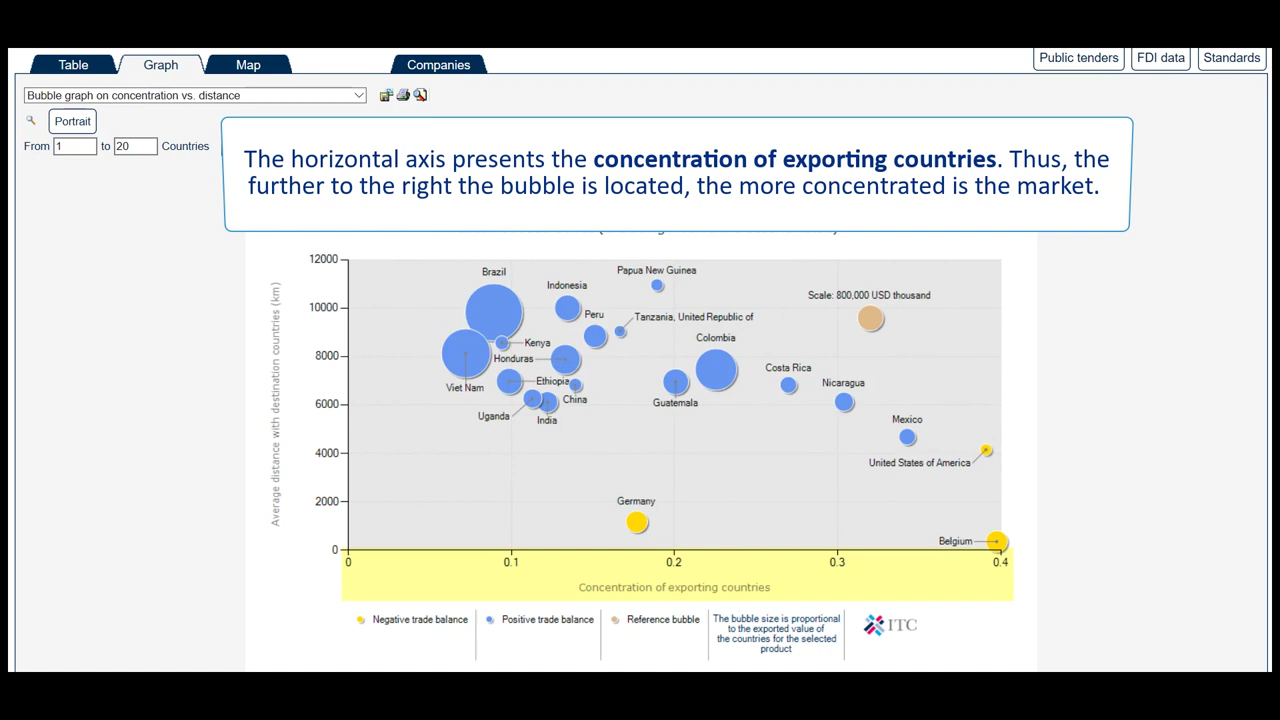 Table
Graph
Map
Companies
Public tenders
FDI data
Standards
Bubble graph on concentration vs. distance
Portrait
From 1 to 20 Countries
The horizontal axis presents the concentration of exporting countries. Thus, the
further to the right the bubble is located, the more concentrated is the market.
Average distance with destination countries (km)
12000
10000
8000
6000
4000
2000
0
Brazil
Indonesia
Papua New Guinea
Scale: 800,000 USD thousand
Peru
Tanzania, United Republic of
Kenya
Colombia
Honduras
Costa Rica
Viet Nam
Ethiopia
Nicaragua
China
Guatemala
Uganda
India
Mexico
United States of America
Germany
Belgium
0
0.1
0.2
0.3
0.4
Concentration of exporting countries
Negative trade balance
Positive trade balance
Reference bubble
The bubble size is proportional
to the exported value of
the countries for the selected
product
ITC